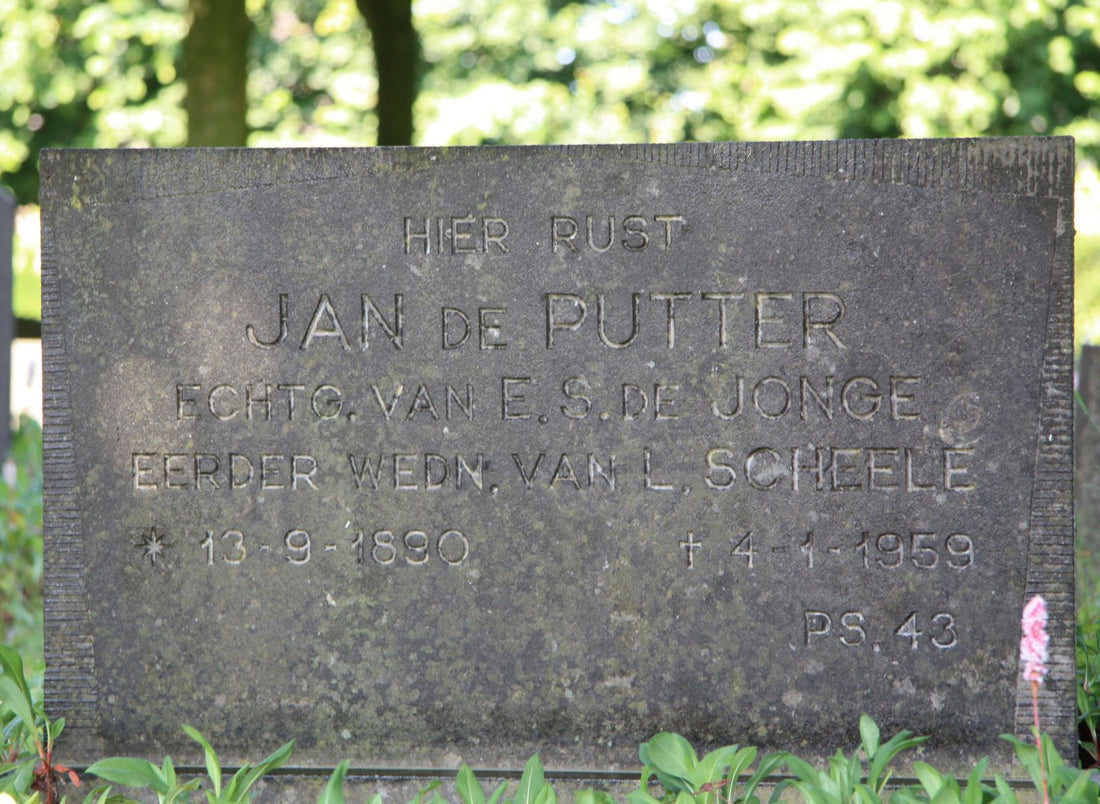 HIER RUST
JAN DE PUTTER
ECHTG. VAN E. S. DE JONGE
EERDER WEDN. VAN L. SCHEELE
* 13-9-1890 † 4-1-1959
PS. 43